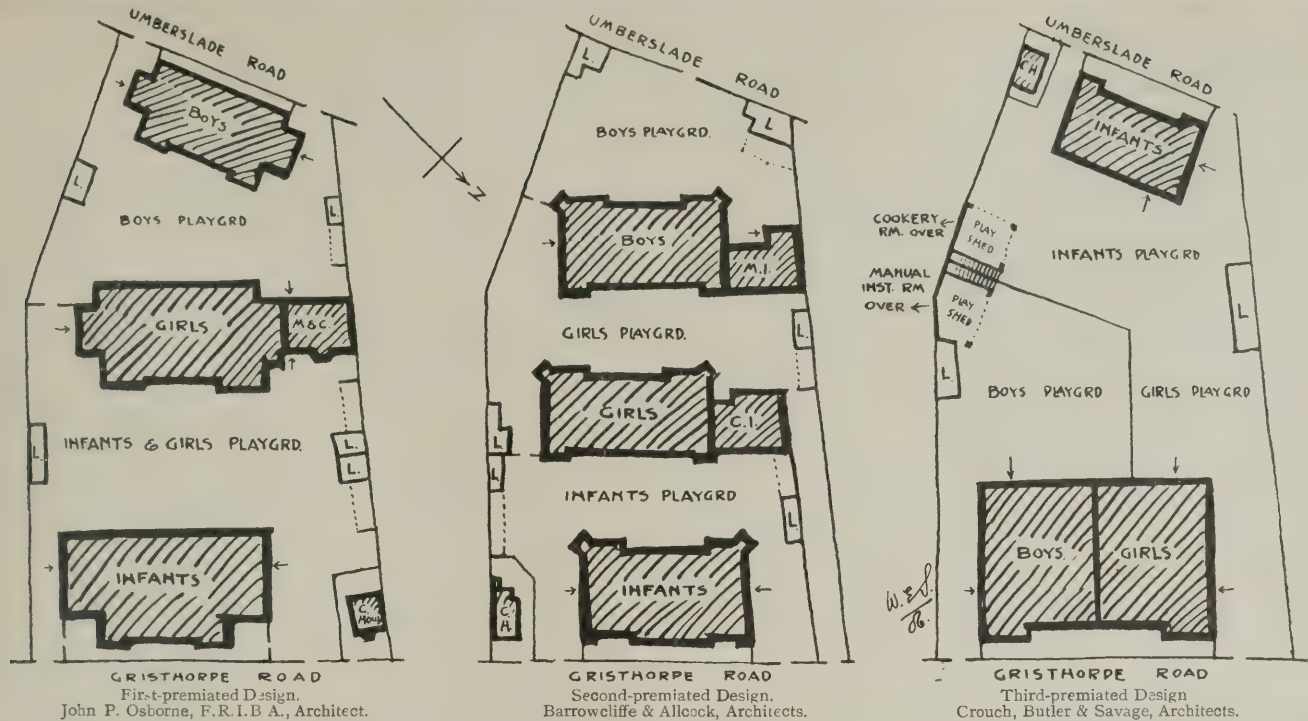 UMBERSLADE ROAD
BOYS
L.
BOYS PLAYGRD
L.
GIRLS
M&C.
INFANTS & GIRLS PLAYGRD.
L.
L.
L.
INFANTS
C. House
GRISTHORPE ROAD
First-premiated Design.
John P. Osborne, F.R.I.B A., Architect.
N
UMBERSLADE ROAD
L.
L
BOYS PLAYGRD.
BOYS
M.I.
GIRLS PLAYGRD.
L.
GIRLS
C.I.
L.
L.
INFANTS PLAYGRD
L.
INFANTS
C.
H.
GRISTHORPE ROAD
Second-premiated Design.
Barrowcliffe & Allcock, Architects.
UMBERSLADE ROAD
CH
INFANTS
COOKERY
RM. OVER
PLAY
SHED
INFANTS PLAYGRD
MANUAL
INST. RM
OVER
PLAY
SHED
L
L.
BOYS PLAYGRD
GIRLS PLAYGRD
BOYS
GIRLS
GRISTHORPE ROAD
Third-premiated Design
Crouch, Butler & Savage, Architects.